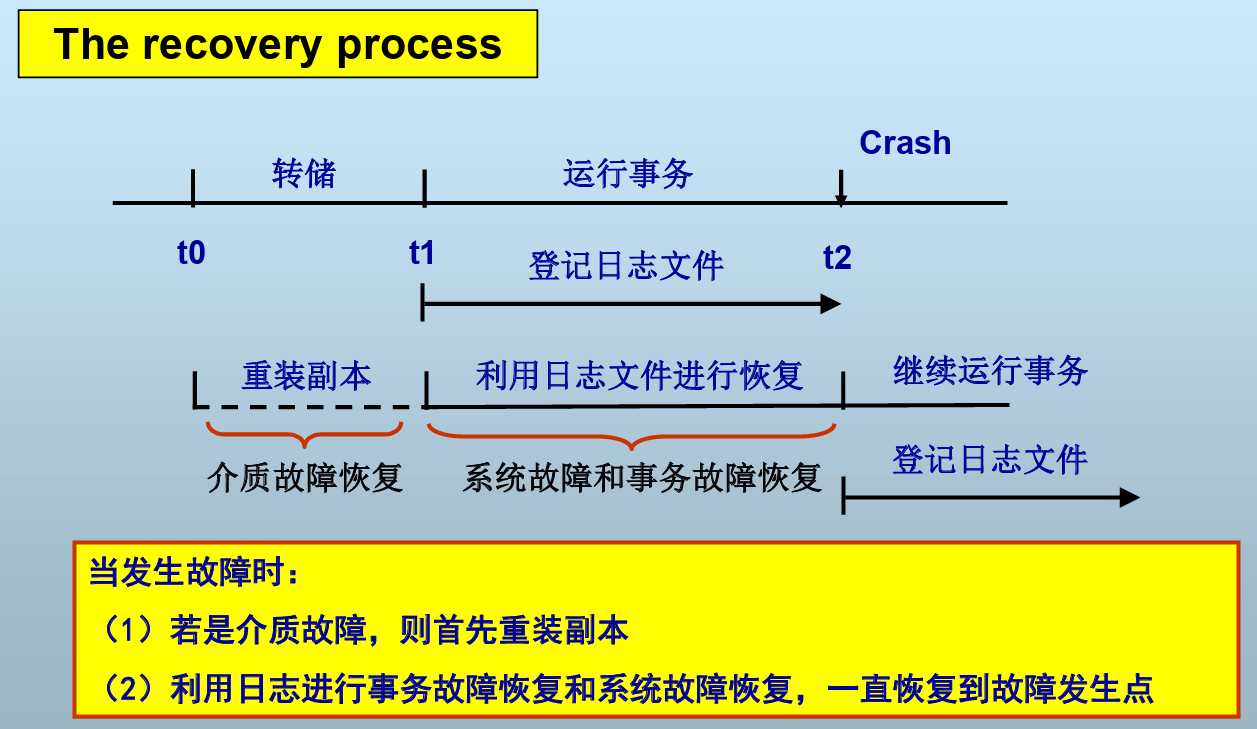 The recovery process
Crash
转储
运行事务
t0
t1
t2
登记日志文件
重装副本
利用日志文件进行恢复
继续运行事务
介质故障恢复
系统故障和事务故障恢复
登记日志文件
当发生故障时：
（1）若是介质故障，则首先重装副本
（2）利用日志进行事务故障恢复和系统故障恢复，一直恢复到故障发生点